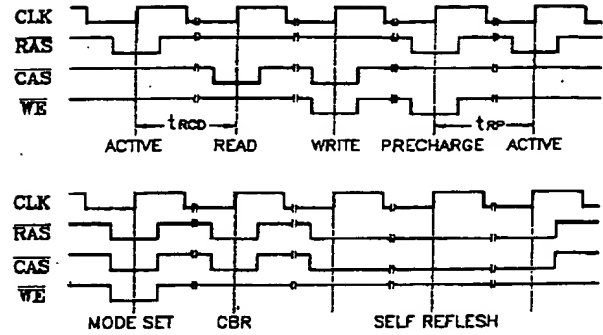 CLK
RAS
CAS
WE
tRCD
tRP
ACTIVE READ WRITE PRECHARGE ACTIVE
CLK
RAS
CAS
WE
MODE SET CBR SELF REFLESH